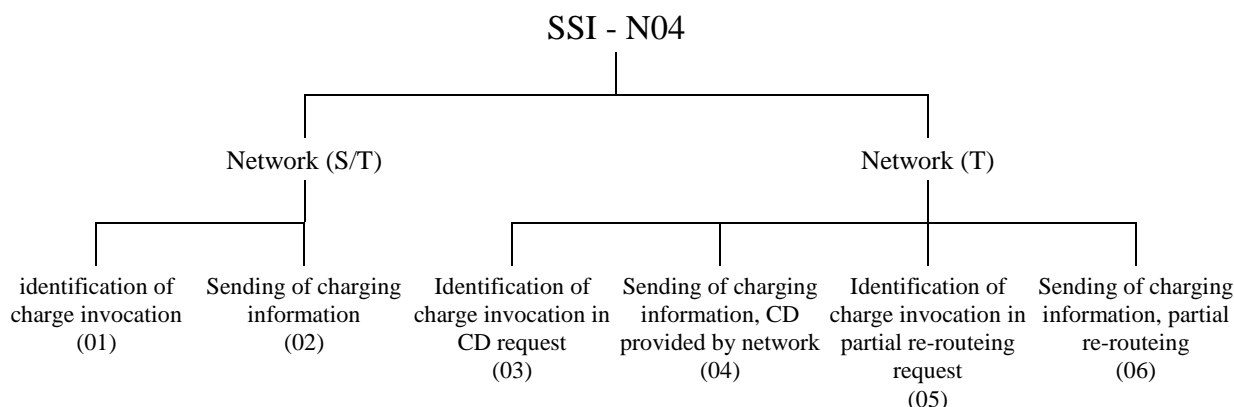 SSI - N04
Network (S/T)
Network (T)
identification of
charge invocation
(01)
Sending of charging
information
(02)
Identification of
charge invocation in
CD request
(03)
Sending of charging
information, CD
provided by network
(04)
Identification of
charge invocation in
partial re-routeing
request
(05)
Sending of charging
information, partial
re-routeing
(06)